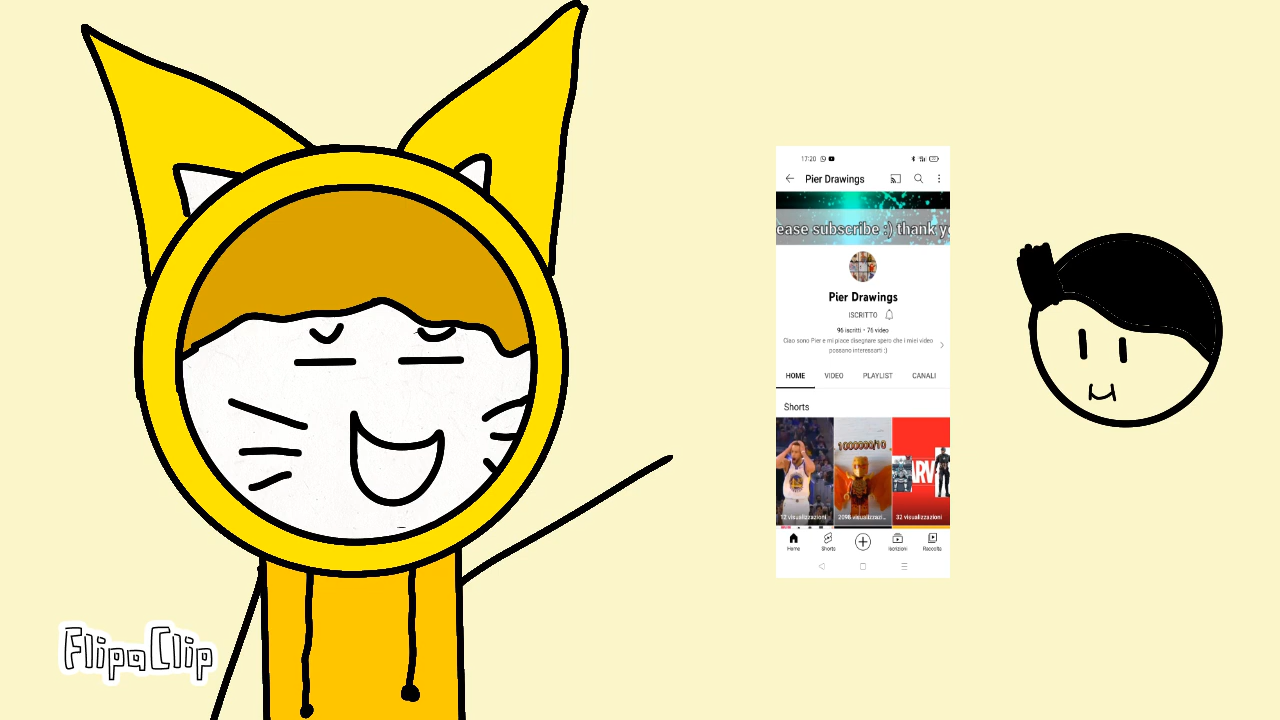 17:20
Pier Drawings
ease subscribe :) thank y
Pier Drawings
ISCRITTO
96 iscritti • 76 video
Ciao sono Pier e mi piace disegnare spero che i miei video
possano interessarti :)
HOME VIDEO PLAYLIST CANALI
Shorts
1000000/10
ARV
12 visualizzazioni 2098 visualizzazi... 32 visualizzazioni
Home Shorts Iscrizioni Raccolta
FlipaClip